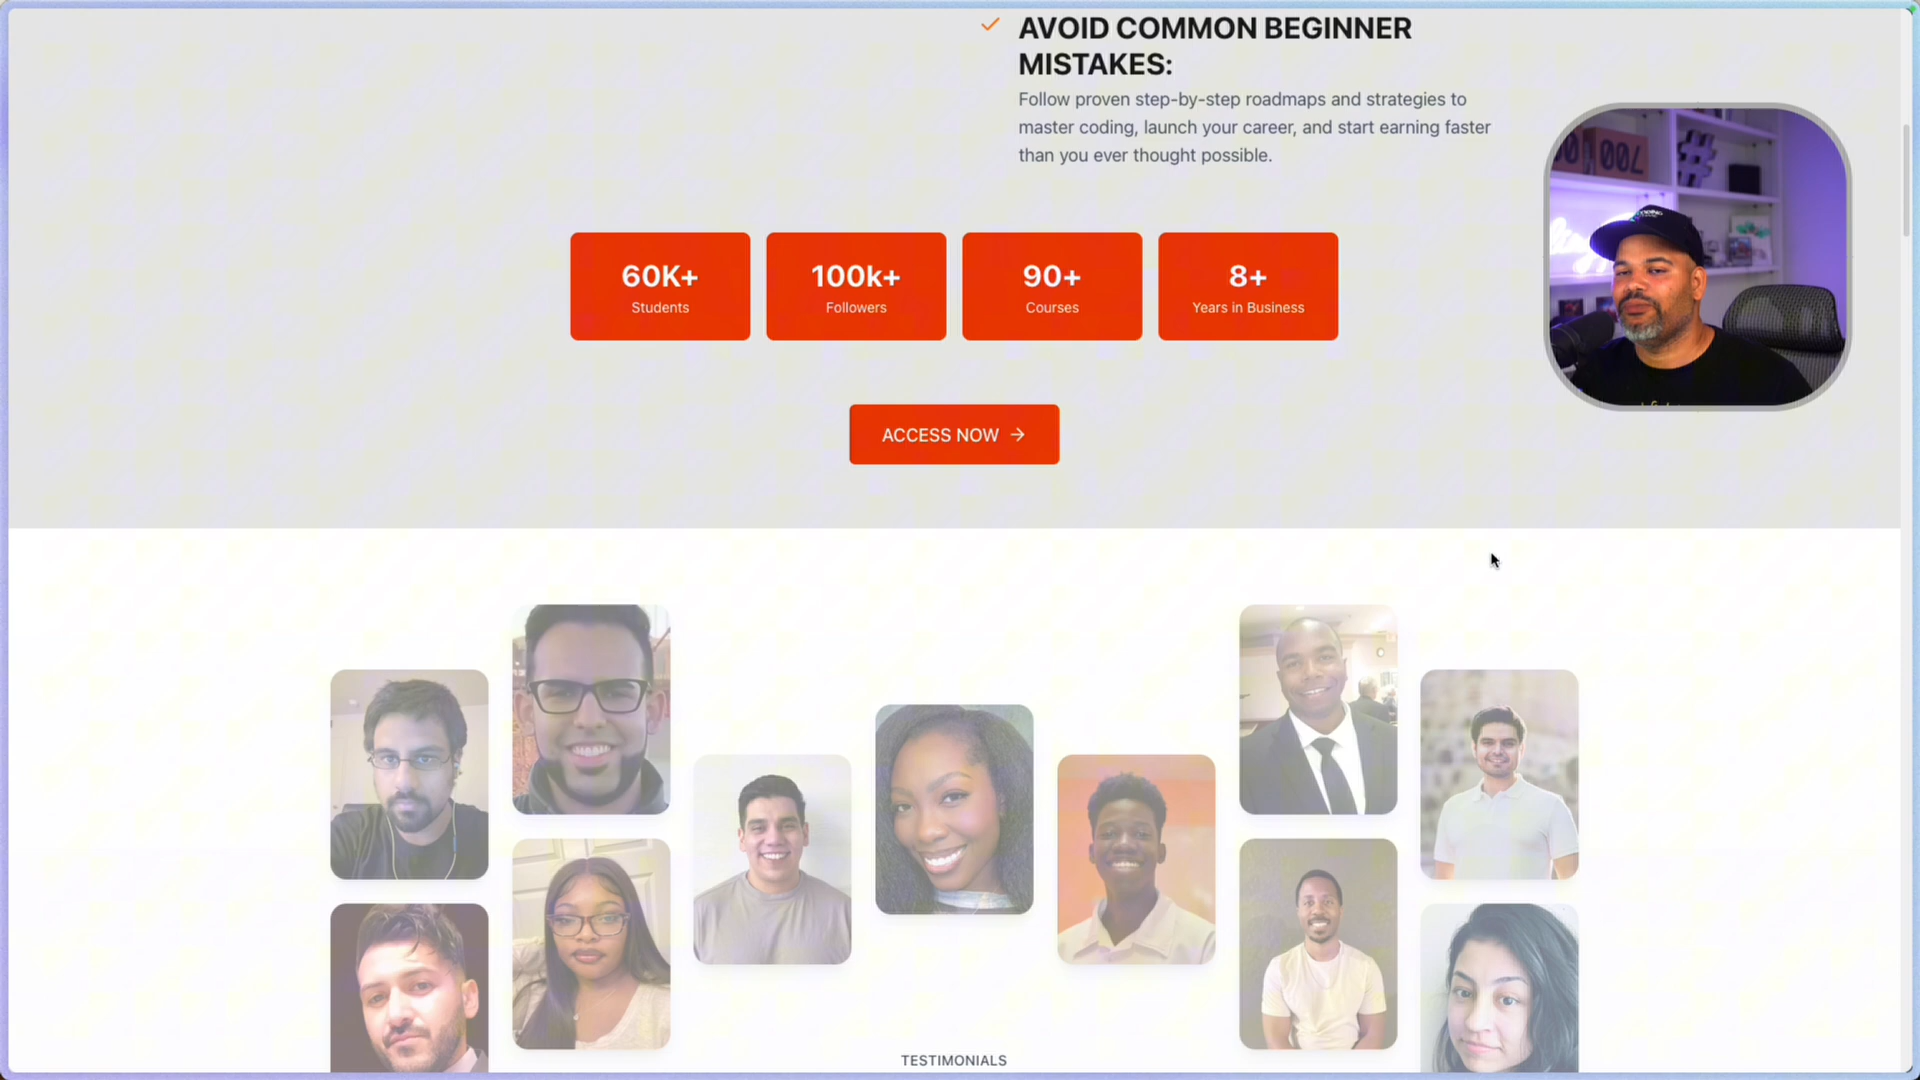 AVOID COMMON BEGINNER
MISTAKES:
Follow proven step-by-step roadmaps and strategies to
master coding, launch your career, and start earning faster
than you ever thought possible.
60K+
Students
100k+
Followers
90+
Courses
8+
Years in Business
ACCESS NOW
TESTIMONIALS